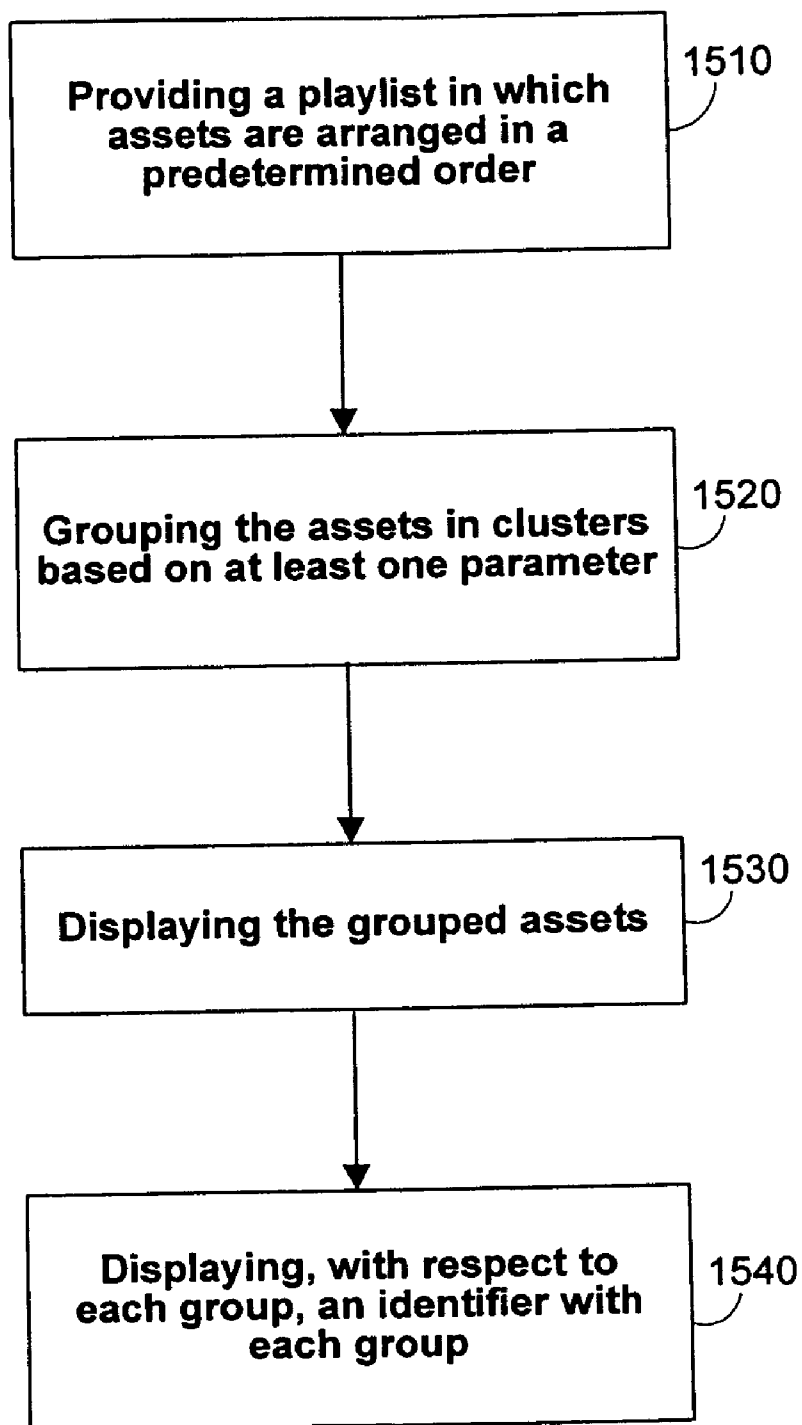 Providing a playlist in which
assets are arranged in a
predetermined order
1510
Grouping the assets in clusters
based on at least one parameter
1520
Displaying the grouped assets
1530
Displaying, with respect to
each group, an identifier with
each group
1540